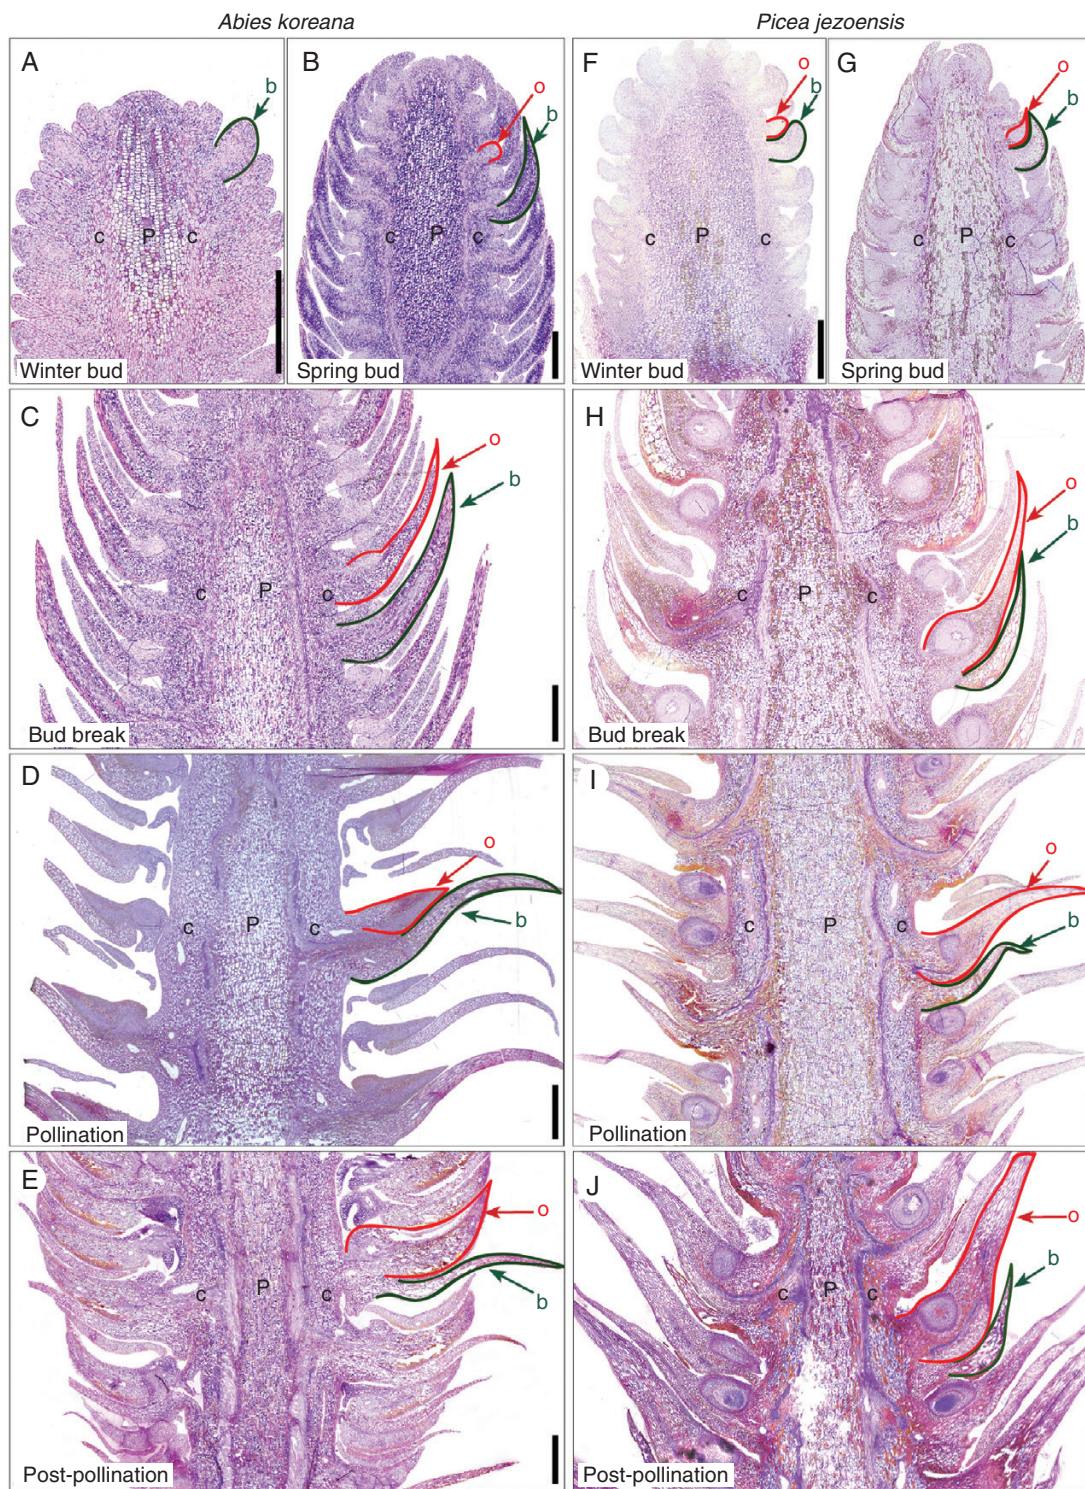 Abies koreana
Picea jezoensis
A
b
c
P
c
Winter bud
B
o
b
c
P
c
Spring bud
F
o
b
c
P
c
Winter bud
G
o
b
c
P
c
Spring bud
C
o
b
c
P
c
Bud break
H
o
b
c
P
c
Bud break
D
o
b
c
P
c
Pollination
I
o
b
c
P
c
Pollination
E
o
b
c
P
c
Post-pollination
J
o
b
c
P
c
Post-pollination